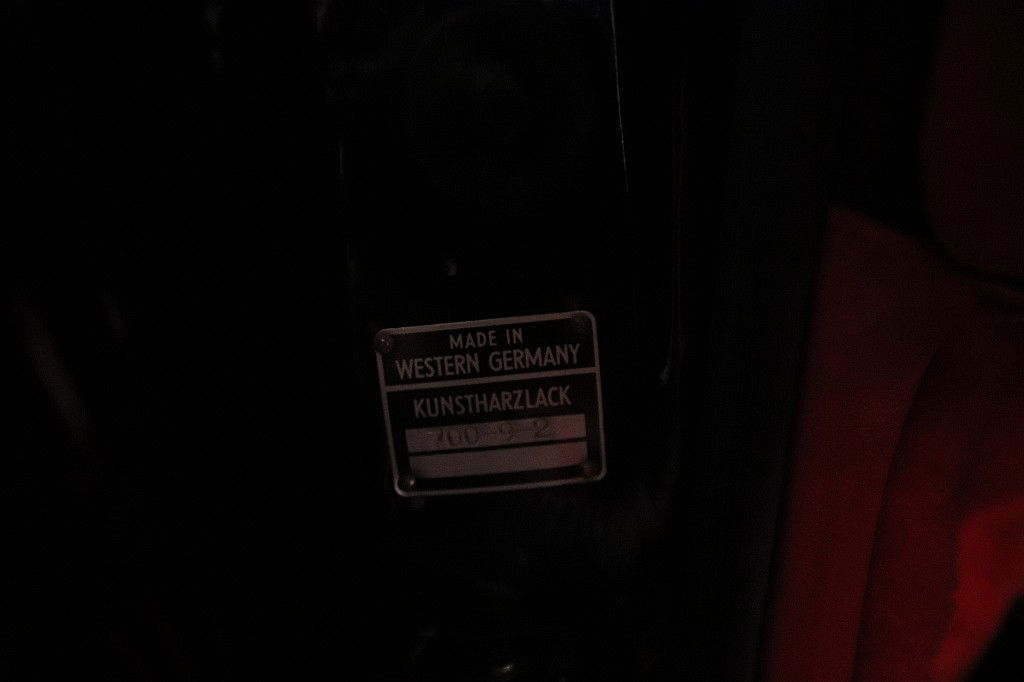 MADE IN
WESTERN GERMANY
KUNSTHARZLACK
700-9-2